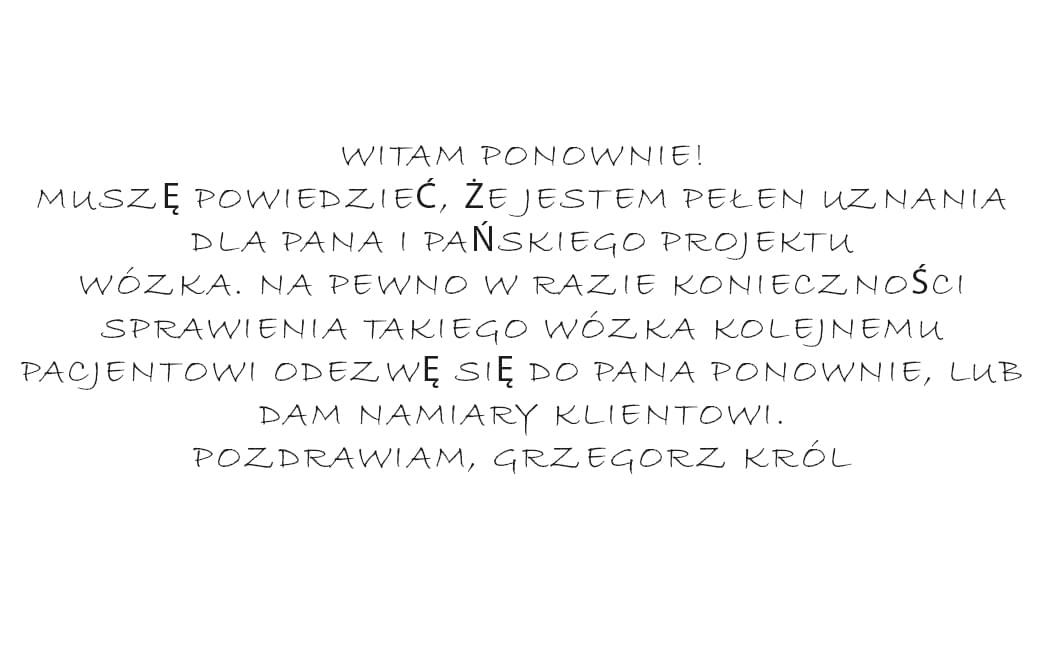 WITAM PONOWNIE!
MUSZĘ POWIEDZIEĆ, ŻE JESTEM PEŁEN UZNANIA
DLA PANA I PAŃSKIEGO PROJEKTU
WÓZKA. NA PEWNO W RAZIE KONIECZNOŚCI
SPRAWIENIA TAKIEGO WÓZKA KOLEJNEMU
PACJENTOWI ODEZWĘ SIĘ DO PANA PONOWNIE, LUB
DAM NAMIARY KLIENTOWI.
POZDRAWIAM, GRZEGORZ KRÓL